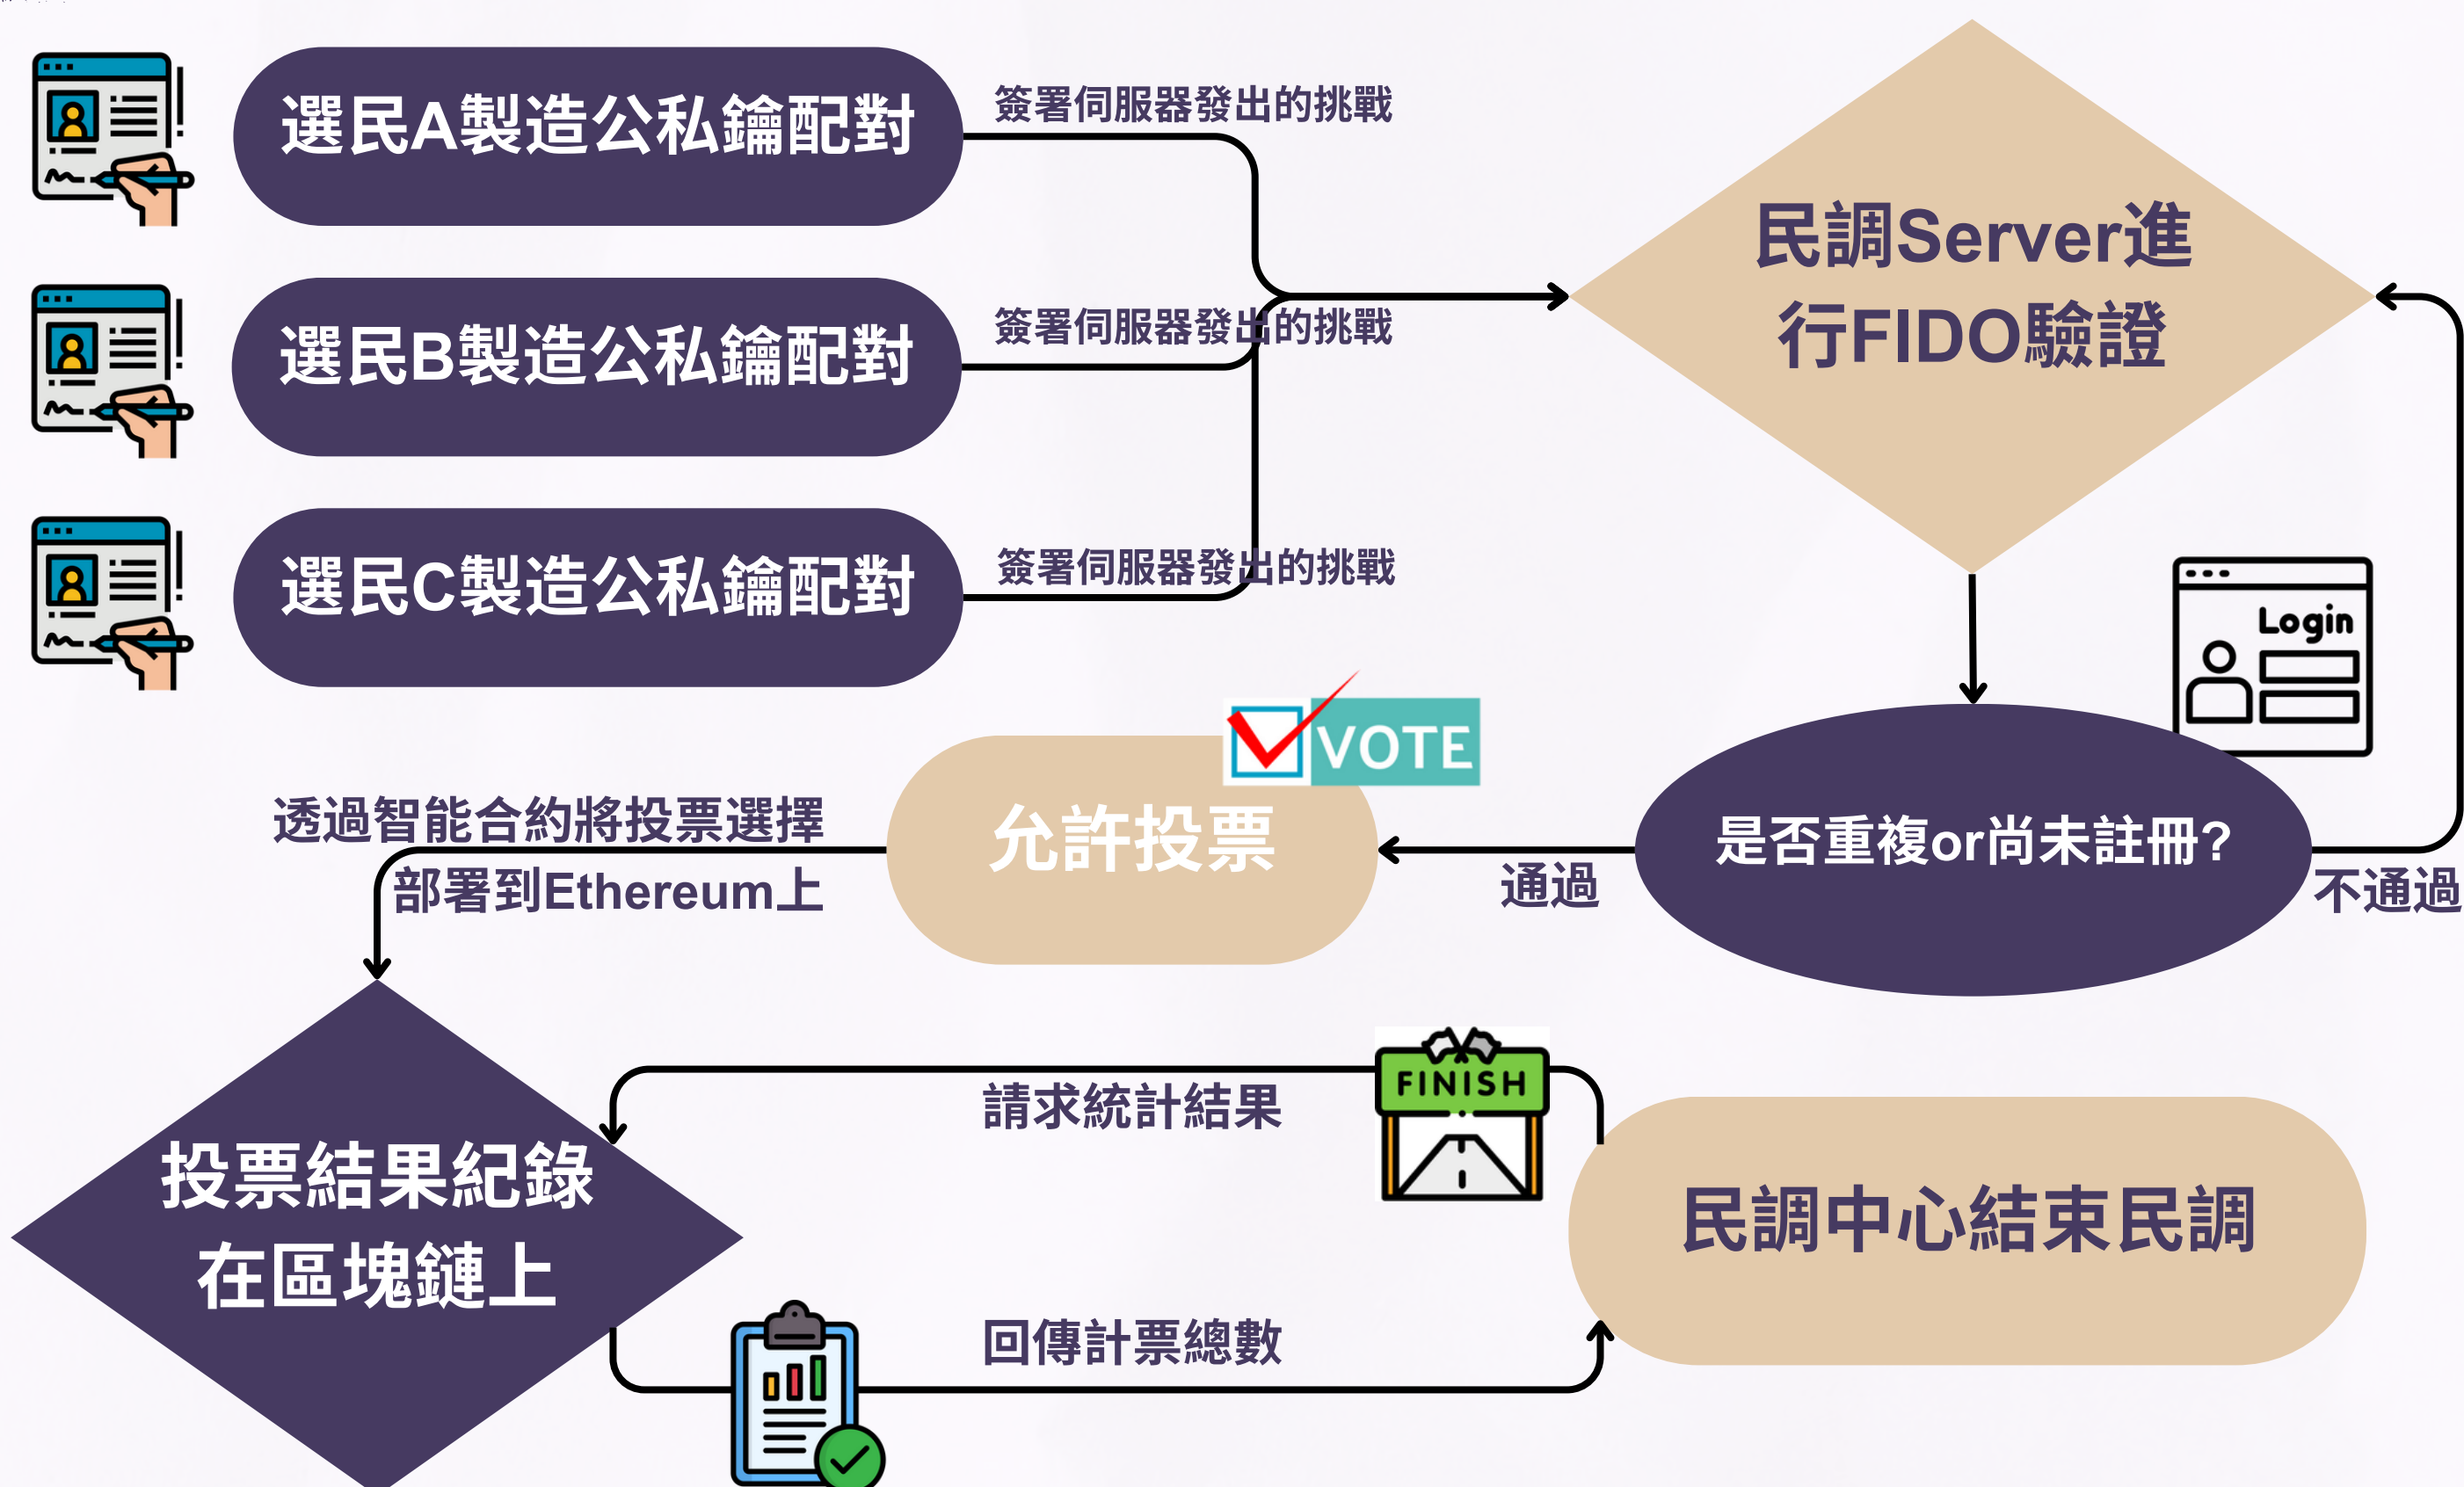 選民A製造公私鑰配對
簽署伺服器發出的挑戰
選民B製造公私鑰配對
簽署伺服器發出的挑戰
選民C製造公私鑰配對
簽署伺服器發出的挑戰
民調Server進
行FIDO驗證
Login
是否重複or尚未註冊?
不通過
通過
VOTE
允許投票
透過智能合約將投票選擇
部署到Ethereum上
投票結果紀錄
在區塊鏈上
請求統計結果
FINISH
民調中心結束民調
回傳計票總數